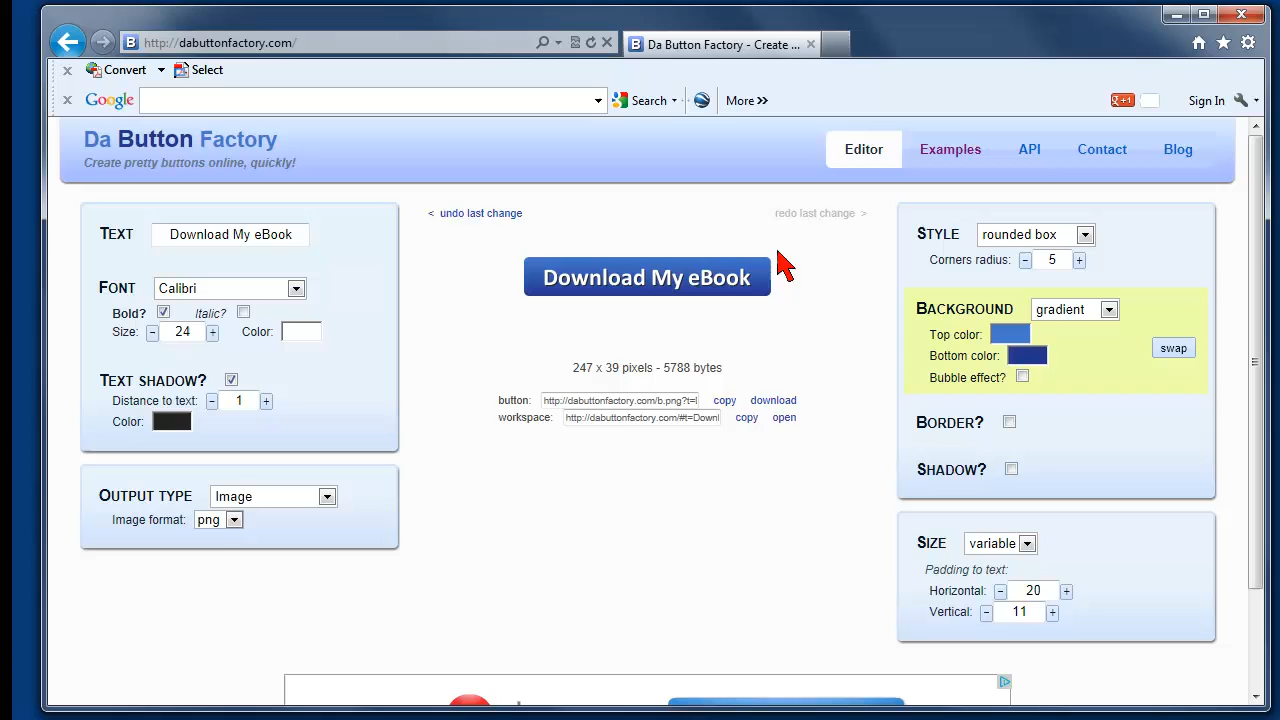 http://dabuttonfactory.com/
Da Button Factory - Create ...
Convert
Select
Google
Search
More »
+1
Sign In
Da Button Factory
Create pretty buttons online, quickly!
Editor
Examples
API
Contact
Blog
TEXT Download My eBook
FONT Calibri
Bold? Italic?
Size: - 24 + Color:
TEXT SHADOW?
Distance to text: - 1 +
Color:
OUTPUT TYPE Image
Image format: png
< undo last change
redo last change >
Download My eBook
247 x 39 pixels - 5788 bytes
button: http://dabuttonfactory.com/b.png?t= copy download
workspace: http://dabuttonfactory.com/#t=Downl copy open
STYLE rounded box
Corners radius: - 5 +
BACKGROUND gradient
Top color:
Bottom color:
swap
Bubble effect?
BORDER?
SHADOW?
SIZE variable
Padding to text:
Horizontal: - 20 +
Vertical: - 11 +